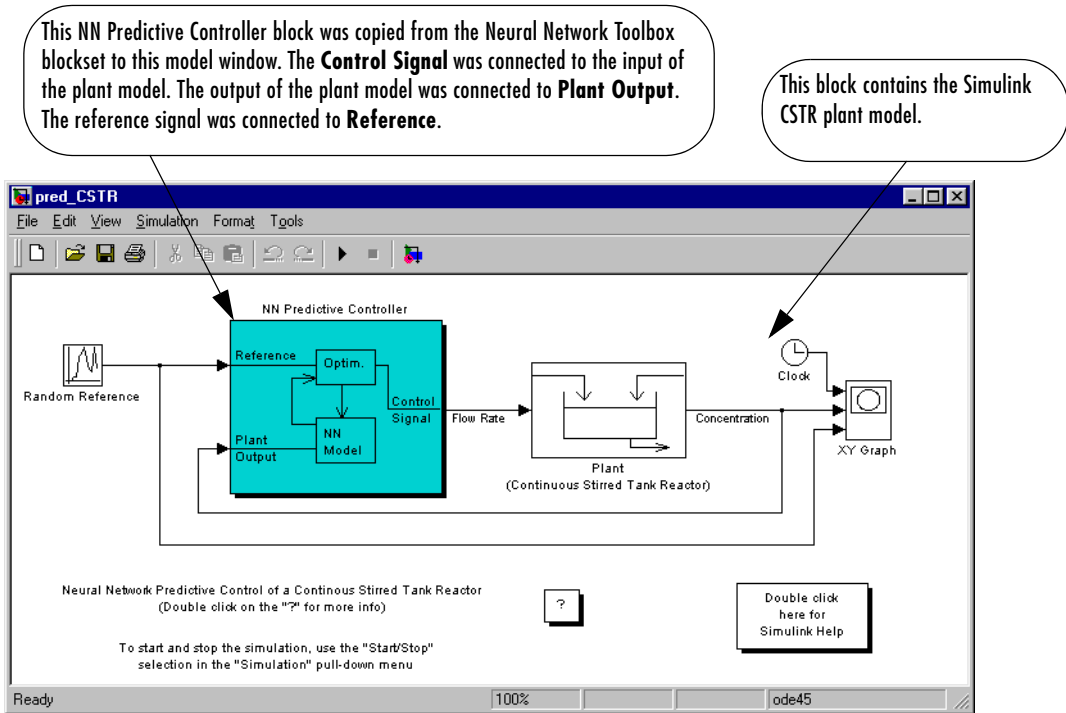 This NN Predictive Controller block was copied from the Neural Network Toolbox
blockset to this model window. The Control Signal was connected to the input of
the plant model. The output of the plant model was connected to Plant Output.
The reference signal was connected to Reference.
This block contains the Simulink
CSTR plant model.
pred_CSTR
File Edit View Simulation Format Tools
NN Predictive Controller
Random Reference
Reference
Optim.
Control
Signal
Plant
Output
NN
Model
Flow Rate
Plant
(Continuous Stirred Tank Reactor)
Concentration
Clock
XY Graph
Neural Network Predictive Control of a Continous Stirred Tank Reactor
(Double click on the "?" for more info)
?
Double click
here for
Simulink Help
To start and stop the simulation, use the "Start/Stop"
selection in the "Simulation" pull-down menu
Ready 100% ode45